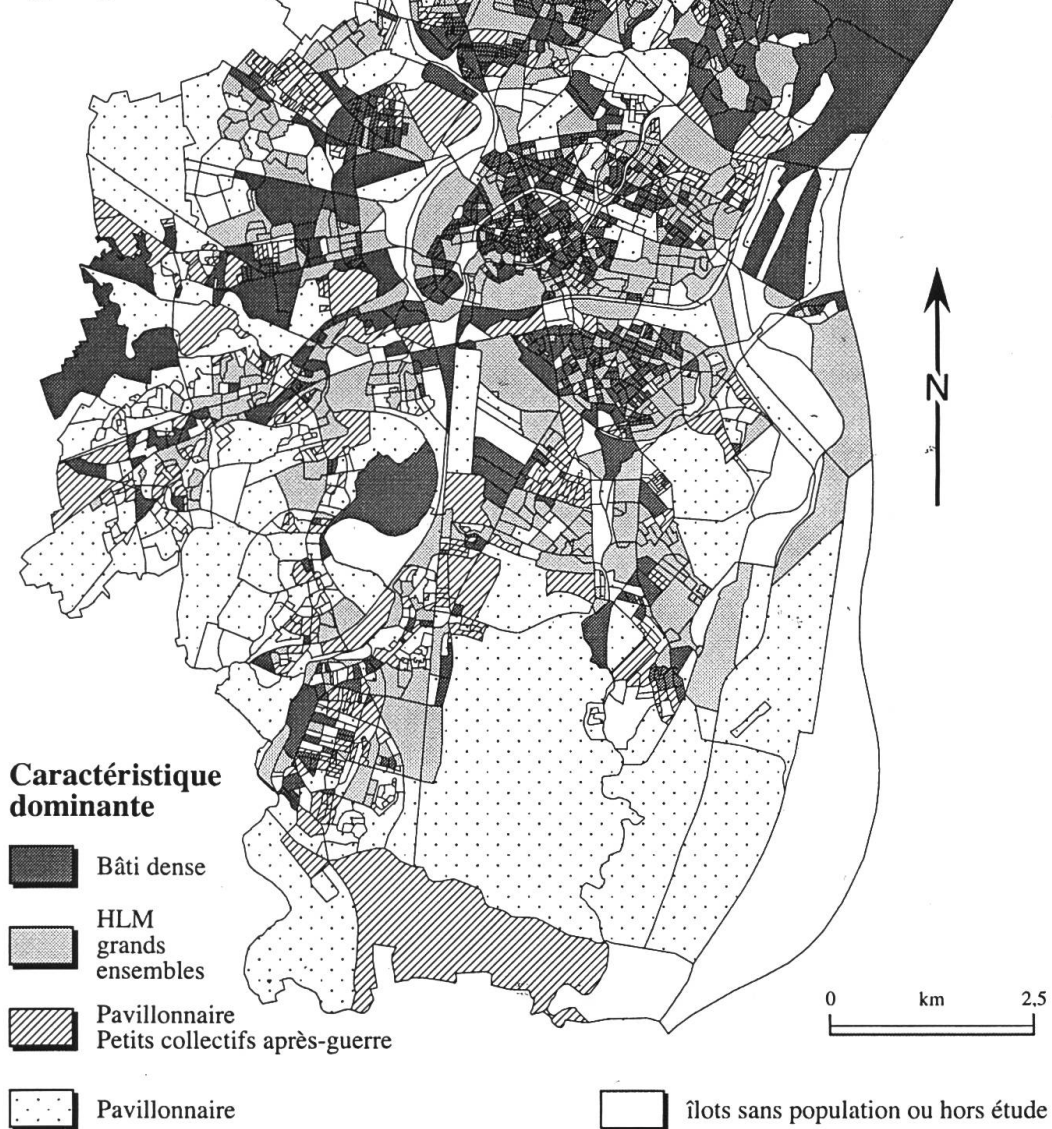 N
Caractéristique
dominante
Bâti dense
HLM
grands
ensembles
Pavillonnaire
Petits collectifs après-guerre
Pavillonnaire
0 km 2,5
îlots sans population ou hors étude